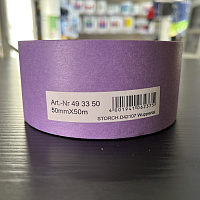 Art.-Nr 49 33 50
50mmX50m
STORCH.D42107 Wuppertal